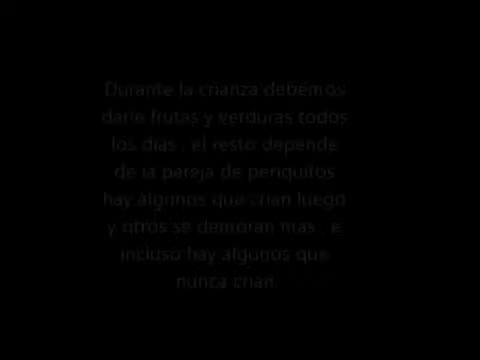 Durante la crianza debemos
darle frutas y verduras todos
los dias , el resto depende
de la pareja de periquitos
hay algunos que crian luego
y otros se demoran mas , e
incluso hay algunos que
nunca crian.